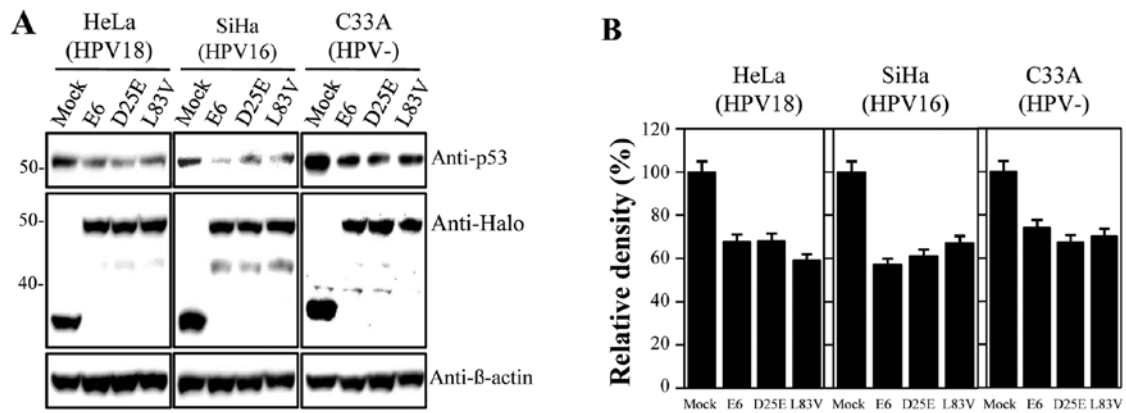 A
HeLa
(HPV18)
SiHa
(HPV16)
C33A
(HPV-)
Mock
E6
D25E
L83V
Mock
E6
D25E
L83V
Mock
E6
D25E
L83V
50-
Anti-p53
50-
Anti-Halo
40-
Anti-ß-actin
B
HeLa
(HPV18)
SiHa
(HPV16)
C33A
(HPV-)
Relative density (%)
120
100
80
60
40
20
0
Mock E6 D25E L83V Mock E6 D25E L83V Mock E6 D25E L83V